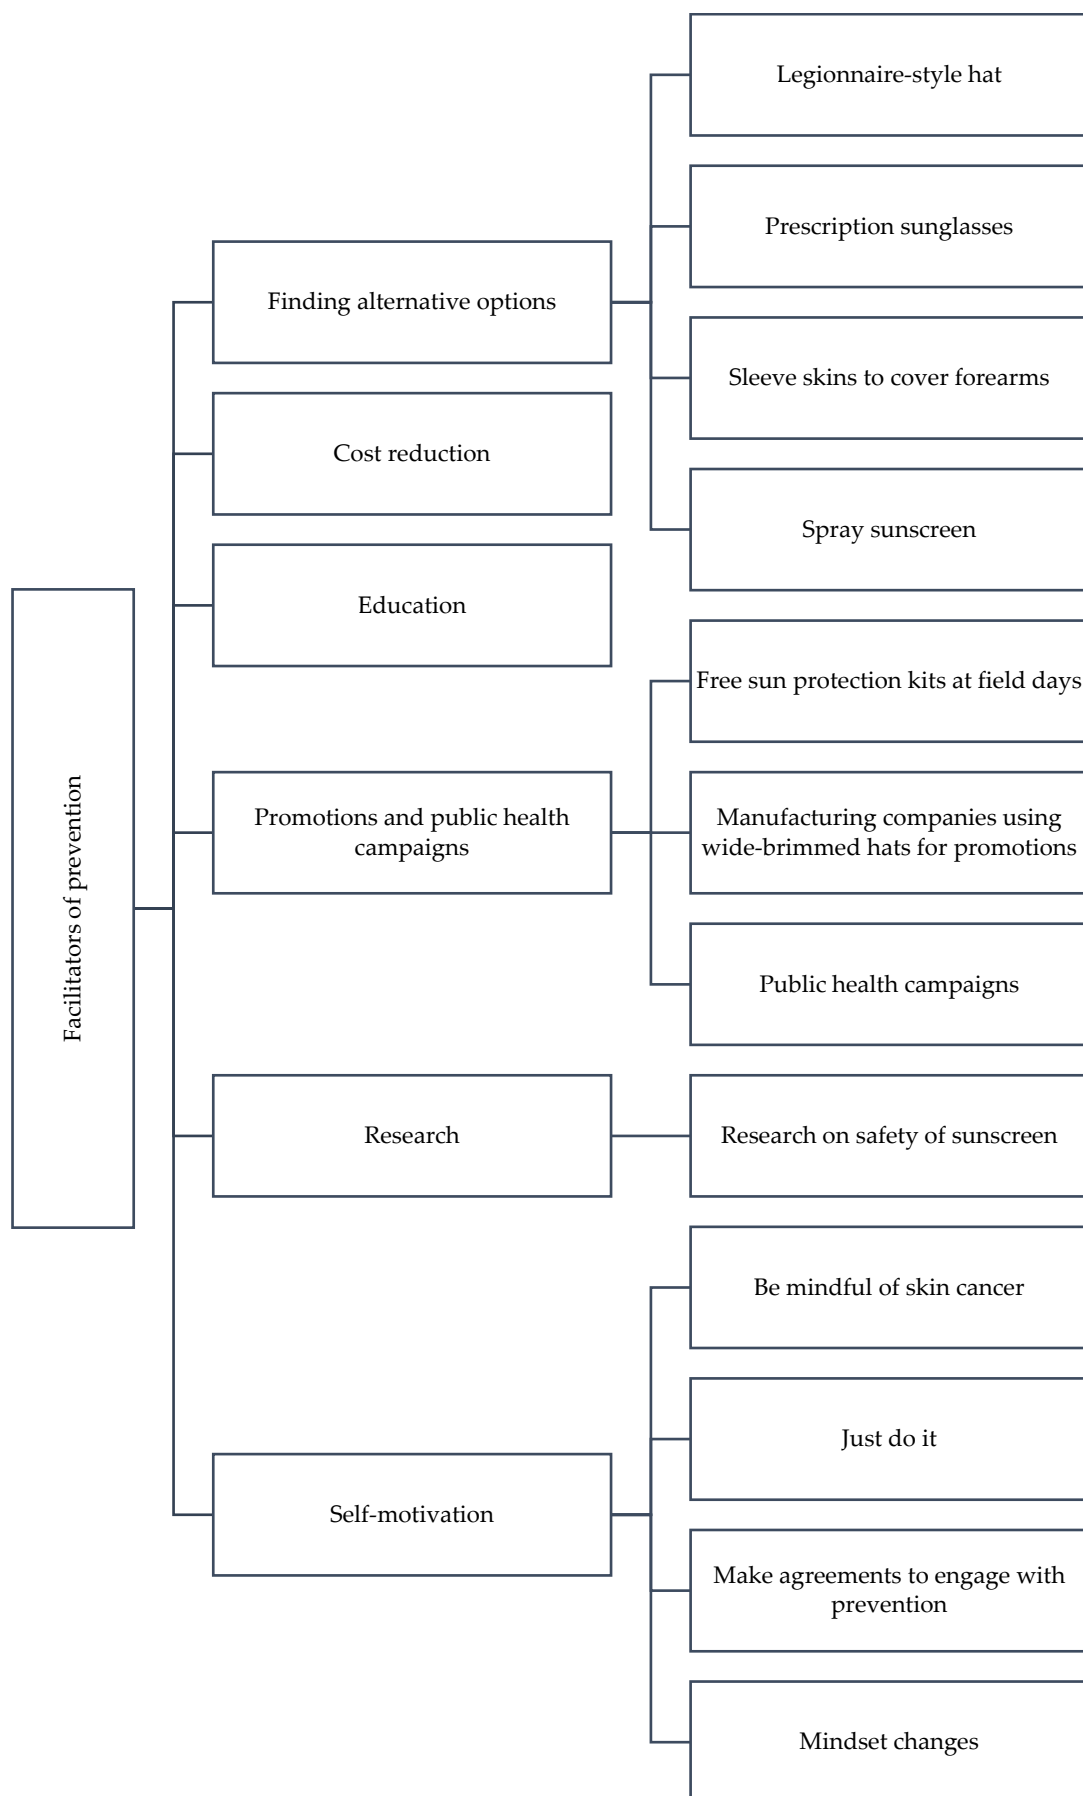 Facilitators of prevention
Finding alternative options
Legionnaire-style hat
Prescription sunglasses
Sleeve skins to cover forearms
Spray sunscreen
Cost reduction
Education
Promotions and public health
campaigns
Free sun protection kits at field days
Manufacturing companies using
wide-brimmed hats for promotions
Public health campaigns
Research
Research on safety of sunscreen
Self-motivation
Be mindful of skin cancer
Just do it
Make agreements to engage with
prevention
Mindset changes